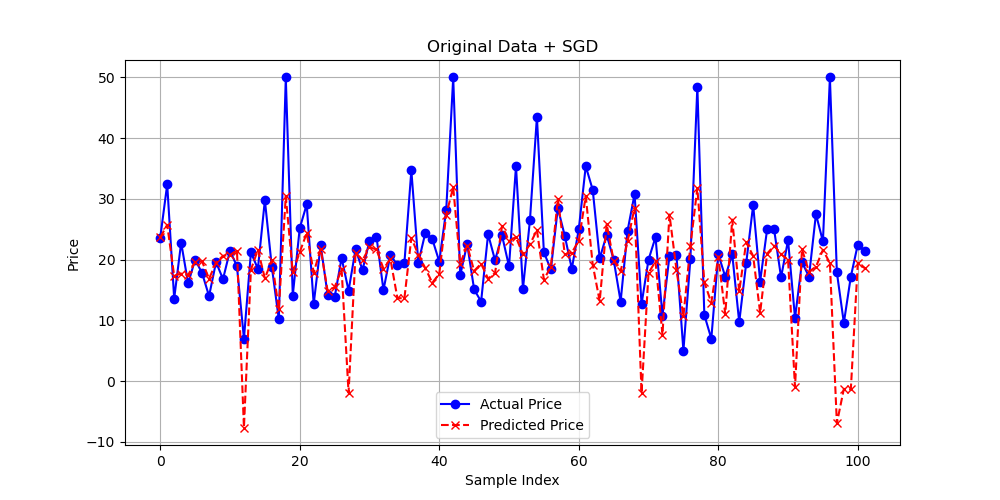 Original Data + SGD
Price
50
40
30
20
10
0
−10
Actual Price
Predicted Price
0 20 40 60 80 100
Sample Index